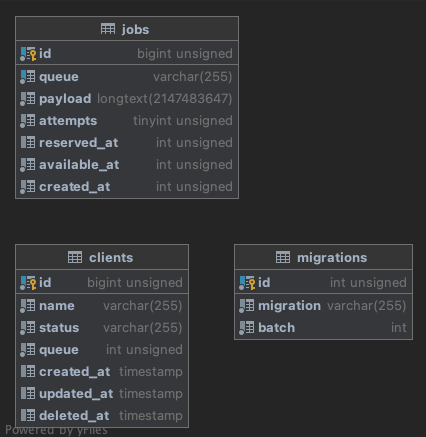 jobs
id bigint unsigned
queue varchar(255)
payload longtext(2147483647)
attempts tinyint unsigned
reserved_at int unsigned
available_at int unsigned
created_at int unsigned
clients
id bigint unsigned
name varchar(255)
status varchar(255)
queue int unsigned
created_at timestamp
updated_at timestamp
deleted_at timestamp
migrations
id int unsigned
migration varchar(255)
batch int
Powered by yFiles